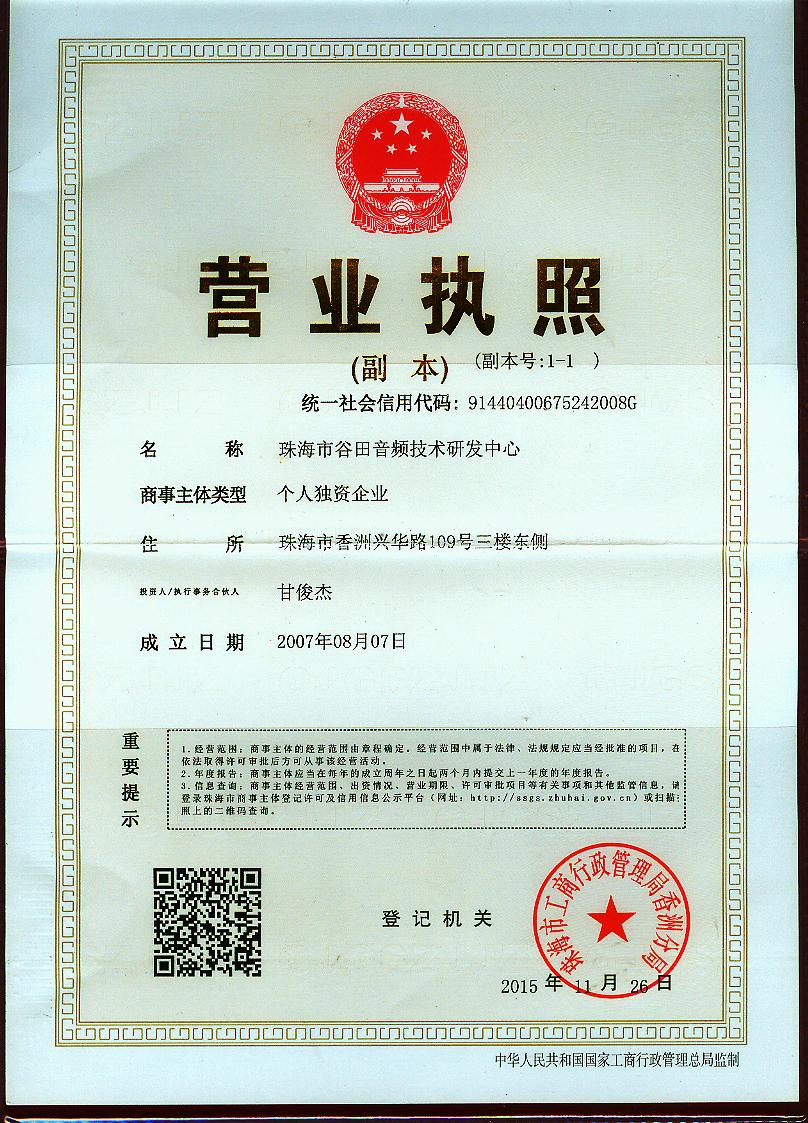 营业执照
(副 本) (副本号:1-1 )
统一社会信用代码: 91440400675242008G
名 称 珠海市谷田音频技术研发中心
商事主体类型 个人独资企业
住 所 珠海市香洲兴华路109号三楼东侧
投资人/执行事务合伙人 甘俊杰
成立日期 2007年08月07日
重要提示
1.经营范围：商事主体的经营范围由章程确定。经营范围中属于法律、法规规定应当经批准的项目，在
依法取得许可审批后方可从事该经营活动。
2.年度报告：商事主体应当在每年的成立周年之日起两个月内提交上一年度的年度报告。
3.信息查询：商事主体经营范围、出资情况、营业期限、许可审批项目等有关事项和其他监管信息，请
登录珠海市商事主体登记许可及信用信息公示平台（网址：http://ssgs.zhuhai.gov.cn）或扫描
照上的二维码查询。
登记机关
珠海市工商行政管理局香洲分局
2015 年 11 月 26 日
中华人民共和国国家工商行政管理总局监制